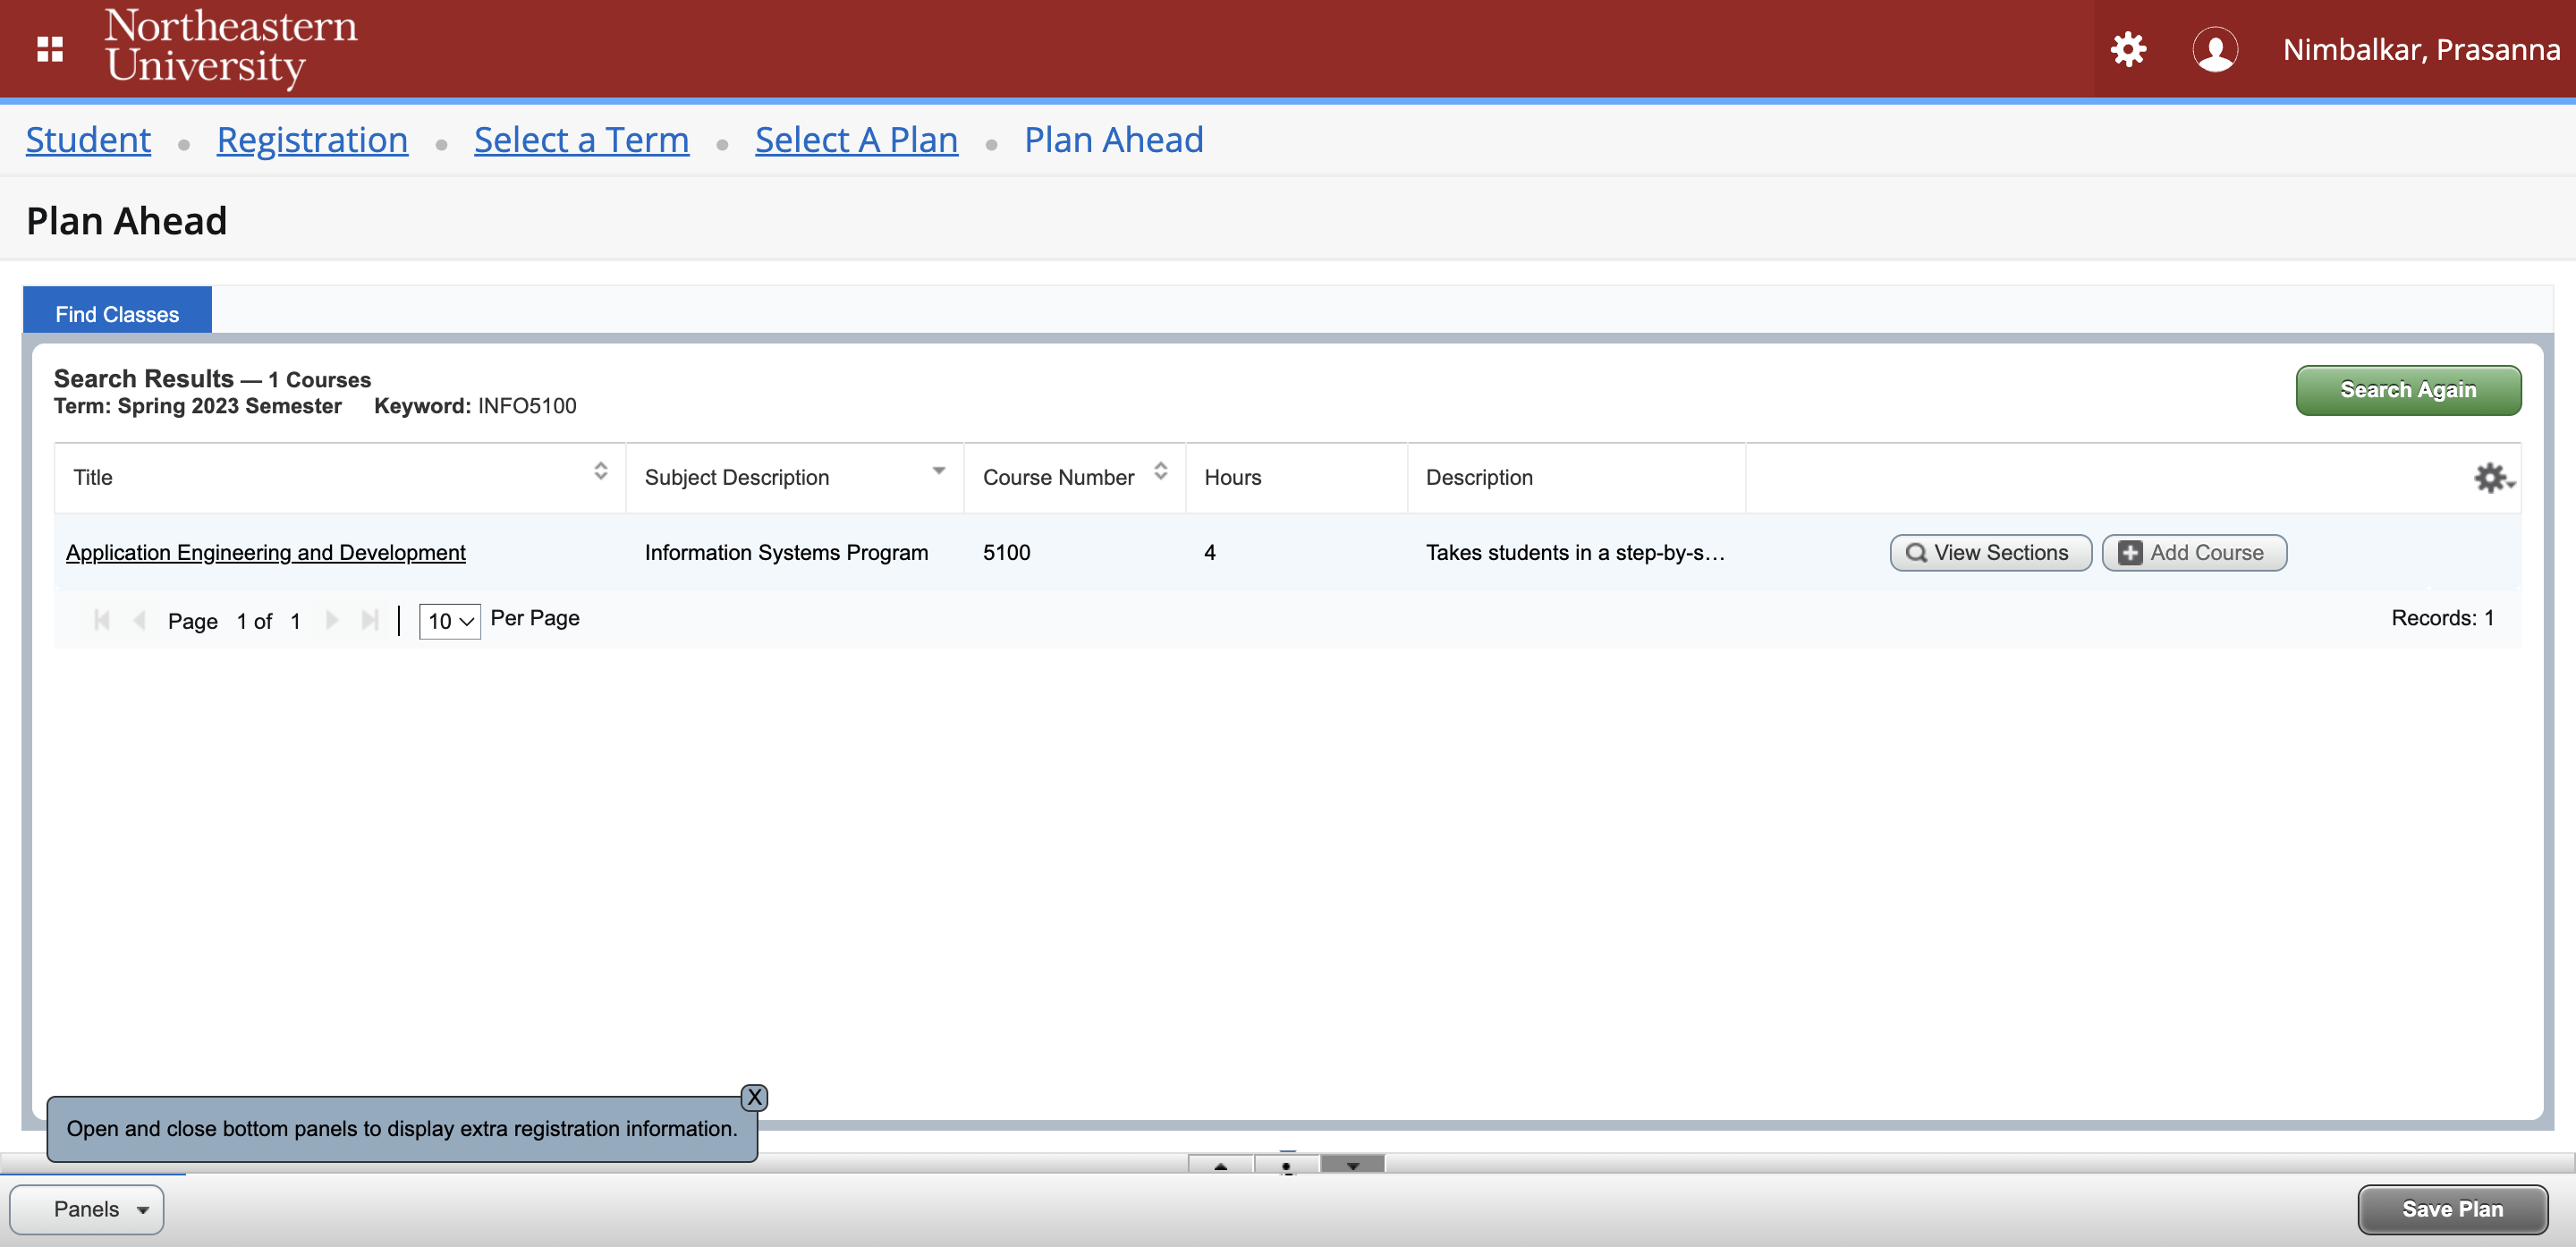 Northeastern
University
Nimbalkar, Prasanna
Student
Registration
Select a Term
Select A Plan
Plan Ahead
Plan Ahead
Find Classes
Search Results — 1 Courses
Term: Spring 2023 Semester Keyword: INFO5100
Search Again
Title Subject Description Course Number Hours Description
Application Engineering and Development Information Systems Program 5100 4 Takes students in a step-by-s... View Sections Add Course
Page 1 of 1 | 10 Per Page Records: 1
X
Open and close bottom panels to display extra registration information.
Panels
Save Plan